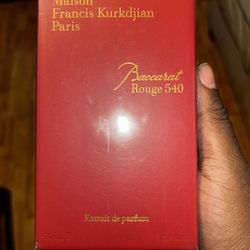 Maison
Francis Kurkdjian
Paris
Baccarat
Rouge 540
Extrait de parfum